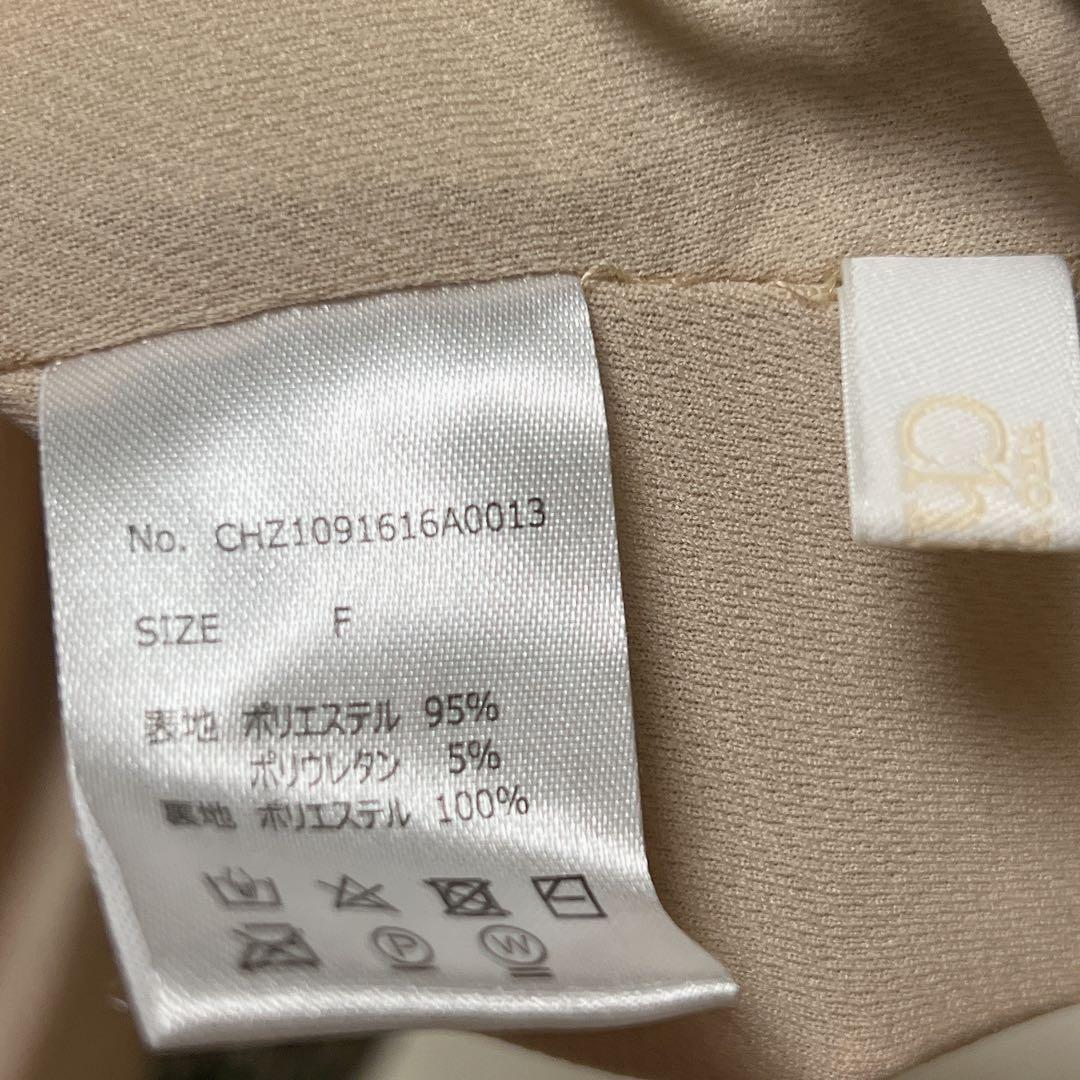 No. CHZ1091616A0013
SIZE F
表地 ポリエステル 95%
ポリウレタン 5%
裏地 ポリエステル 100%
P W
Ch